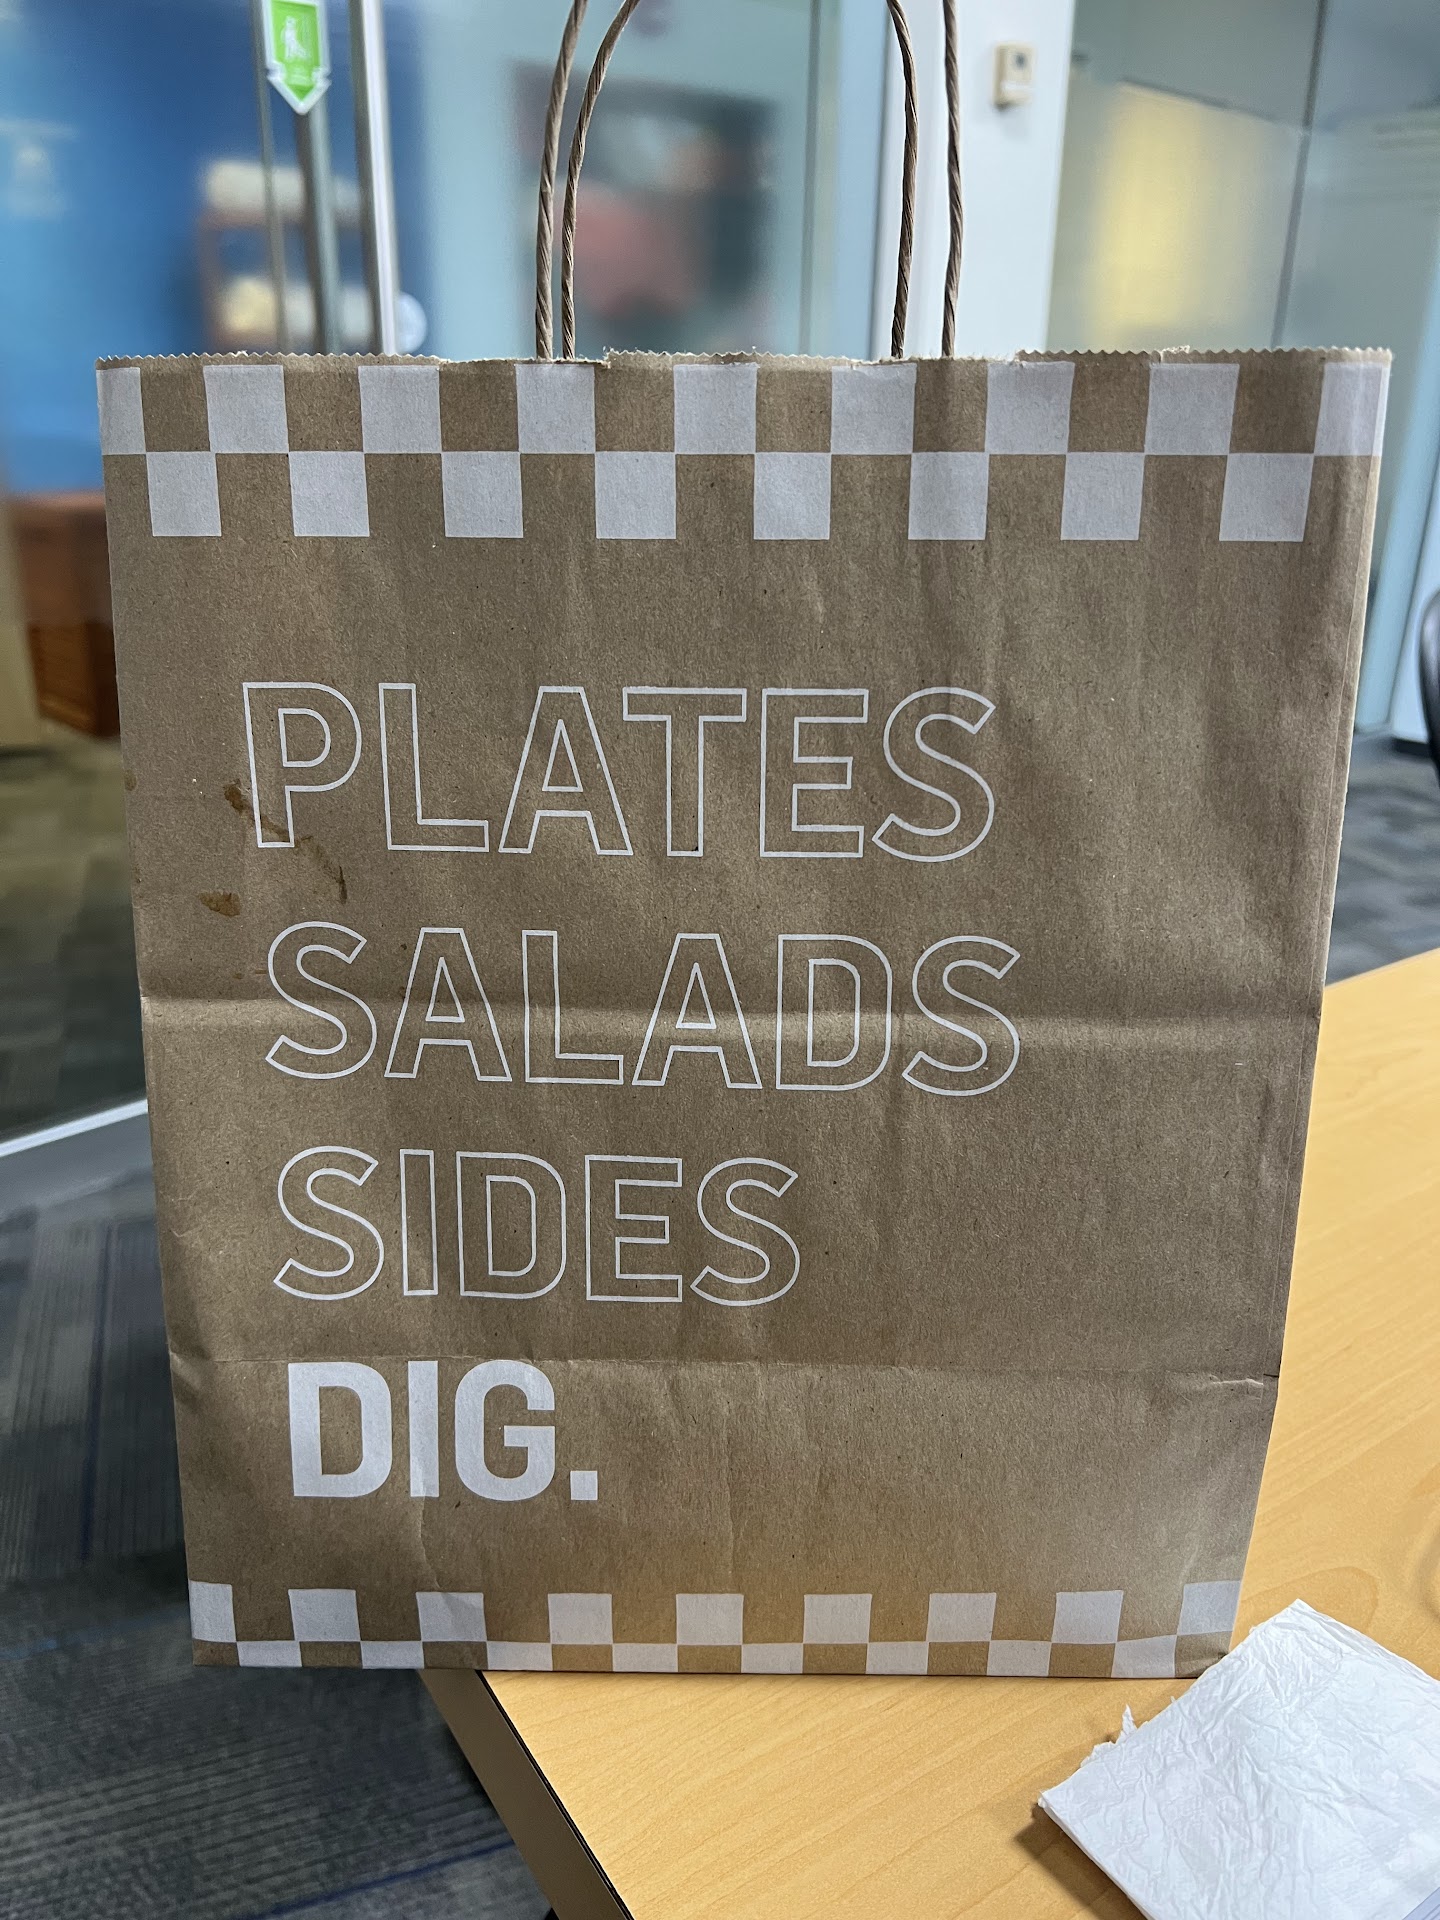 PLATES
SALADS
SIDES
DIG.